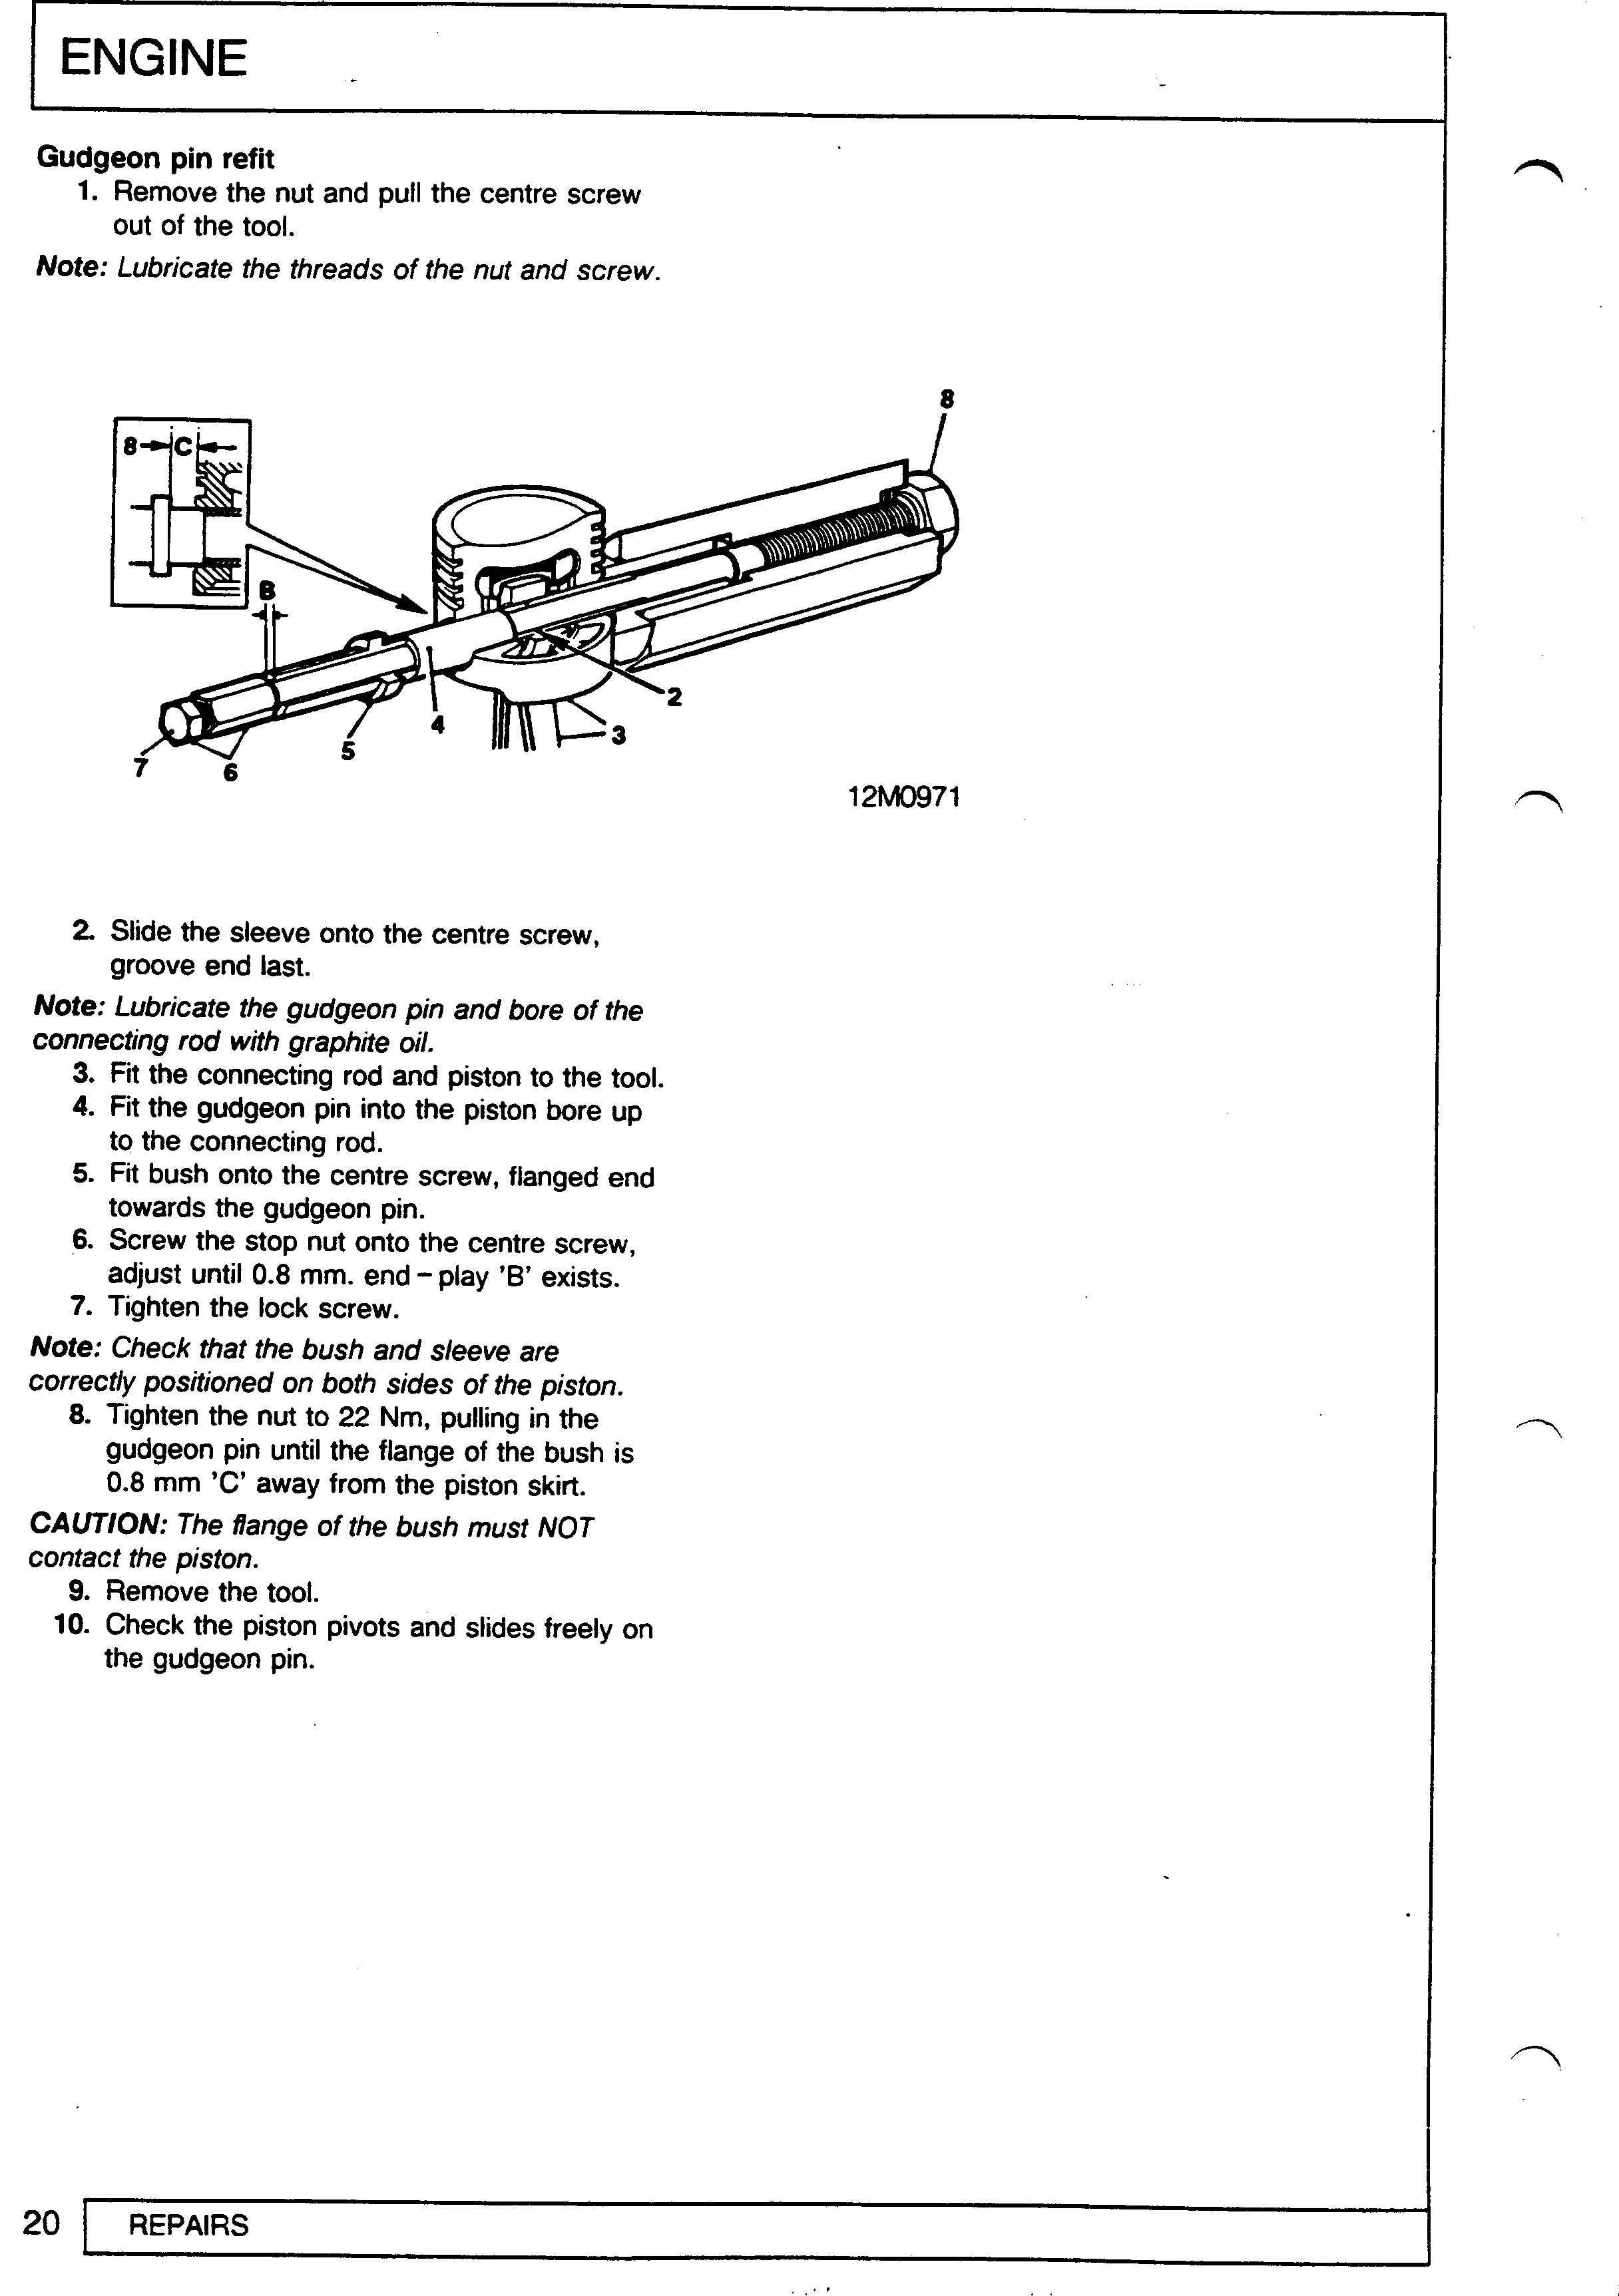 ENGINE
Gudgeon pin refit
1. Remove the nut and pull the centre screw
out of the tool.
Note: Lubricate the threads of the nut and screw.
8
8 C
B
2
4
3
5
7
6
12M0971
2. Slide the sleeve onto the centre screw,
groove end last.
Note: Lubricate the gudgeon pin and bore of the
connecting rod with graphite oil.
3. Fit the connecting rod and piston to the tool.
4. Fit the gudgeon pin into the piston bore up
to the connecting rod.
5. Fit bush onto the centre screw, flanged end
towards the gudgeon pin.
6. Screw the stop nut onto the centre screw,
adjust until 0.8 mm. end – play 'B' exists.
7. Tighten the lock screw.
Note: Check that the bush and sleeve are
correctly positioned on both sides of the piston.
8. Tighten the nut to 22 Nm, pulling in the
gudgeon pin until the flange of the bush is
0.8 mm 'C' away from the piston skirt.
CAUTION: The flange of the bush must NOT
contact the piston.
9. Remove the tool.
10. Check the piston pivots and slides freely on
the gudgeon pin.
20 REPAIRS